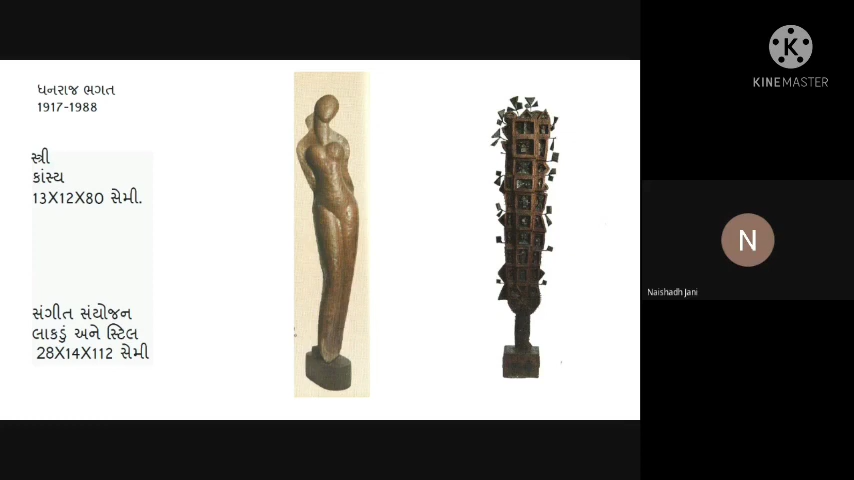 ધનરાજ ભગત
1917-1988
સ્ત્રી
કાંસ્ય
13X12X80 સેમી.
સંગીત સંયોજન
લાકડું અને સ્ટિલ
28X14X112 સેમી
KINEMASTER
N
Naishadh Jani